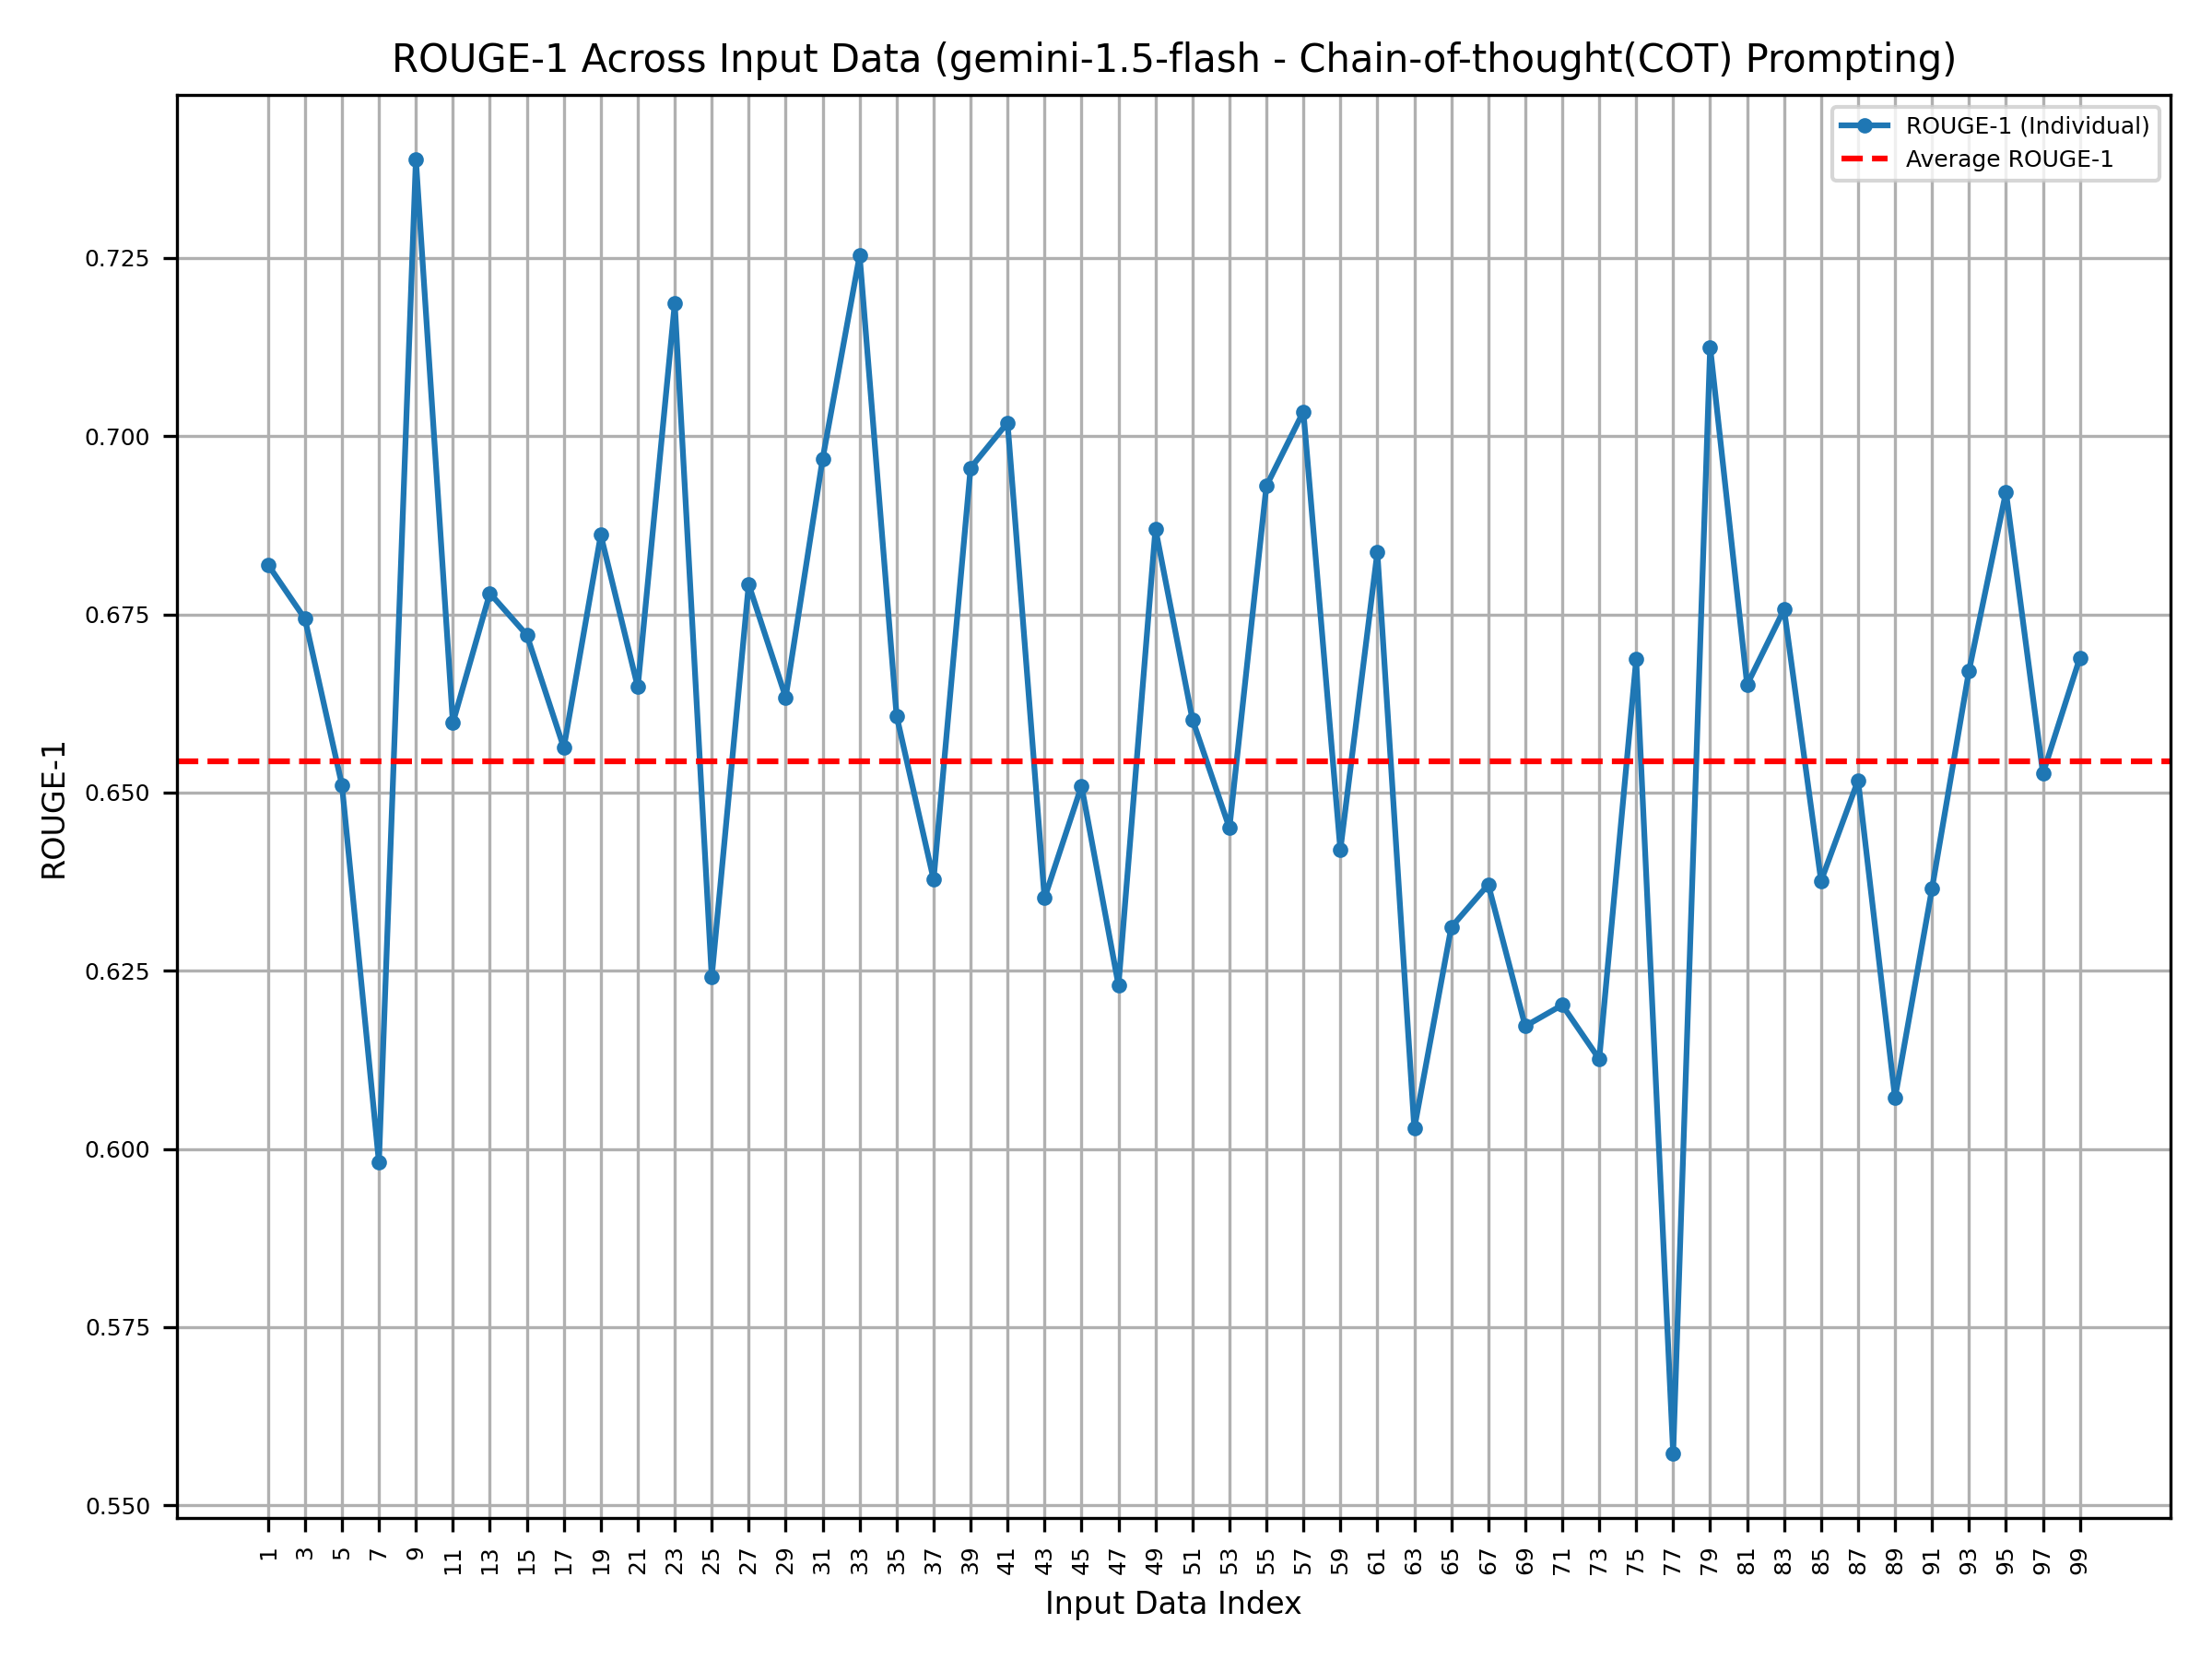 ROUGE-1 Across Input Data (gemini-1.5-flash - Chain-of-thought(COT) Prompting)
ROUGE-1 (Individual)
Average ROUGE-1
0.725
0.700
0.675
0.650
0.625
0.600
0.575
0.550
ROUGE-1
1 3 5 7 9 11 13 15 17 19 21 23 25 27 29 31 33 35 37 39 41 43 45 47 49 51 53 55 57 59 61 63 65 67 69 71 73 75 77 79 81 83 85 87 89 91 93 95 97 99
Input Data Index